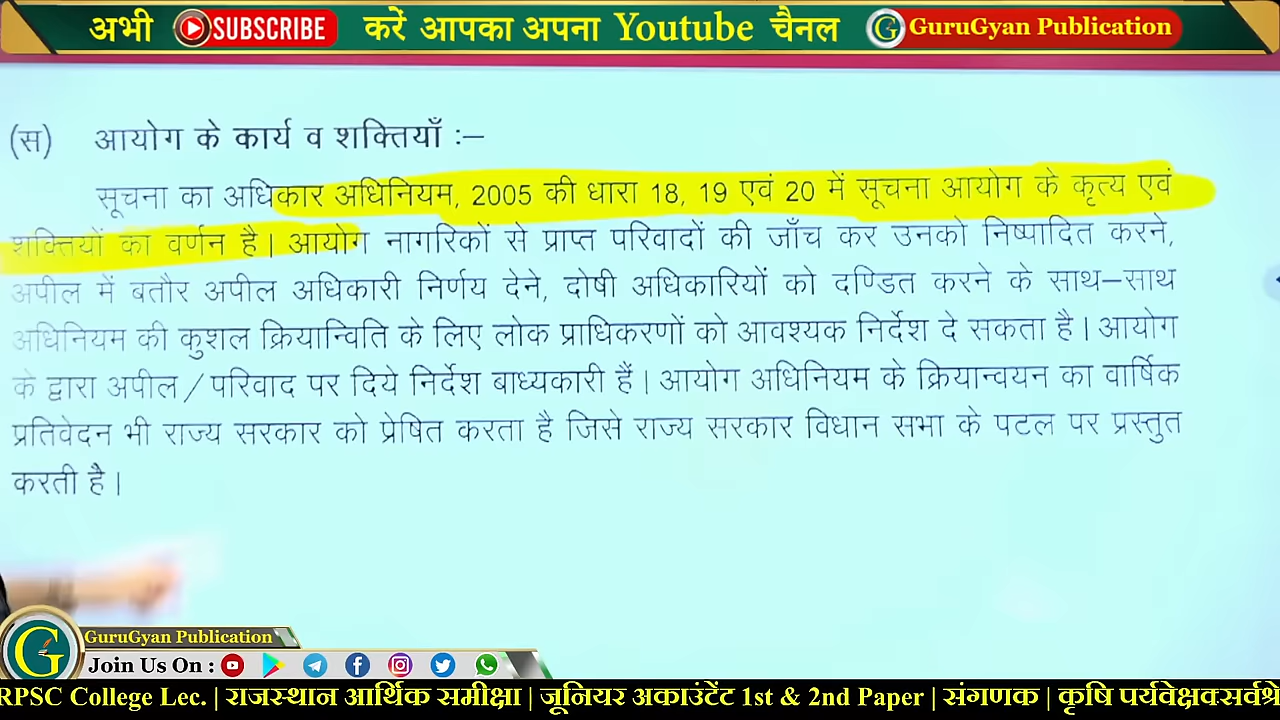 अभी SUBSCRIBE करें आपका अपना Youtube चैनल GuruGyan Publication
(स) आयोग के कार्य व शक्तियाँ :–
सूचना का अधिकार अधिनियम, 2005 की धारा 18, 19 एवं 20 में सूचना आयोग के कृत्य एवं
शक्तियों का वर्णन है। आयोग नागरिकों से प्राप्त परिवादों की जाँच कर उनको निष्पादित करने,
अपील में बतौर अपील अधिकारी निर्णय देने, दोषी अधिकारियों को दण्डित करने के साथ–साथ
अधिनियम की कुशल क्रियान्विति के लिए लोक प्राधिकरणों को आवश्यक निर्देश दे सकता है। आयोग
के द्वारा अपील / परिवाद पर दिये निर्देश बाध्यकारी हैं। आयोग अधिनियम के क्रियान्वयन का वार्षिक
प्रतिवेदन भी राज्य सरकार को प्रेषित करता है जिसे राज्य सरकार विधान सभा के पटल पर प्रस्तुत
करती है।
GuruGyan Publication
Join Us On :
RPSC College Lec. | राजस्थान आर्थिक समीक्षा | जूनियर अकाउंटेंट 1st & 2nd Paper | संगणक | कृषि पर्यवेक्षक